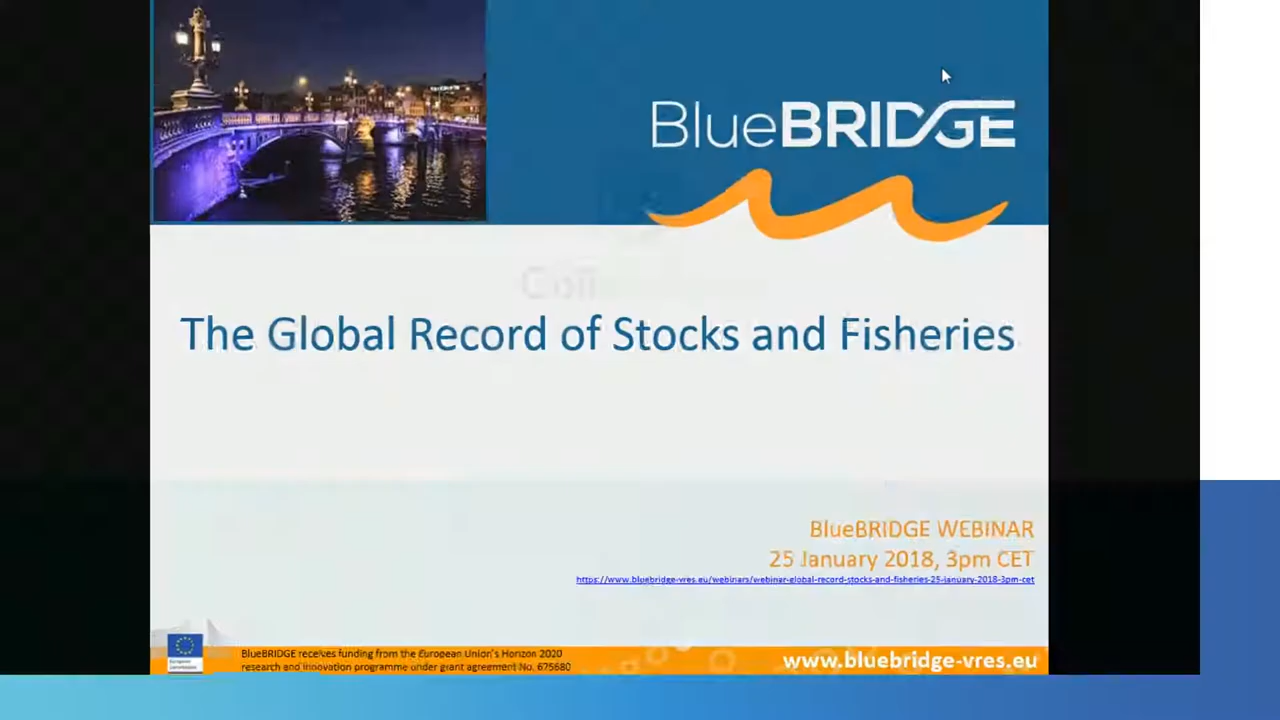 BlueBRIDGE
The Global Record of Stocks and Fisheries
BlueBRIDGE WEBINAR
25 January 2018, 3pm CET
https://www.bluebridge-vres.eu/webinars/webinar-global-record-stocks-and-fisheries-25-january-2018-3pm-cet
European
Commission
BlueBRIDGE receives funding from the European Union's Horizon 2020
research and innovation programme under grant agreement No. 675680
www.bluebridge-vres.eu